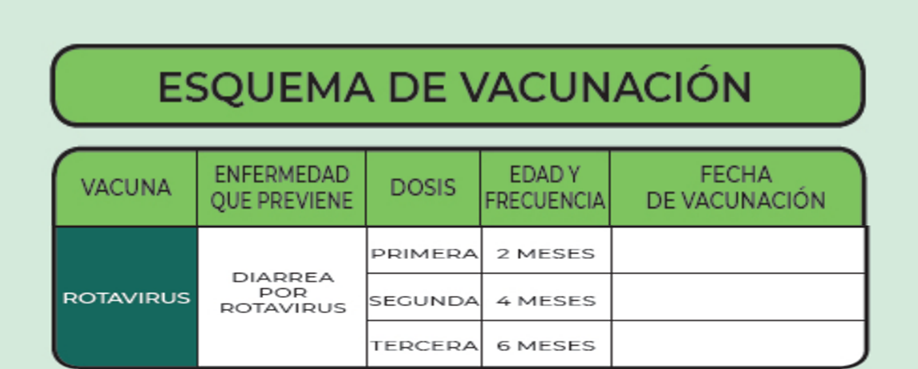 ESQUEMA DE VACUNACIÓN
VACUNA
ENFERMEDAD
QUE PREVIENE
DOSIS
EDAD Y
FRECUENCIA
FECHA
DE VACUNACIÓN
ROTAVIRUS
DIARREA
POR
ROTAVIRUS
PRIMERA 2 MESES
SEGUNDA 4 MESES
TERCERA 6 MESES